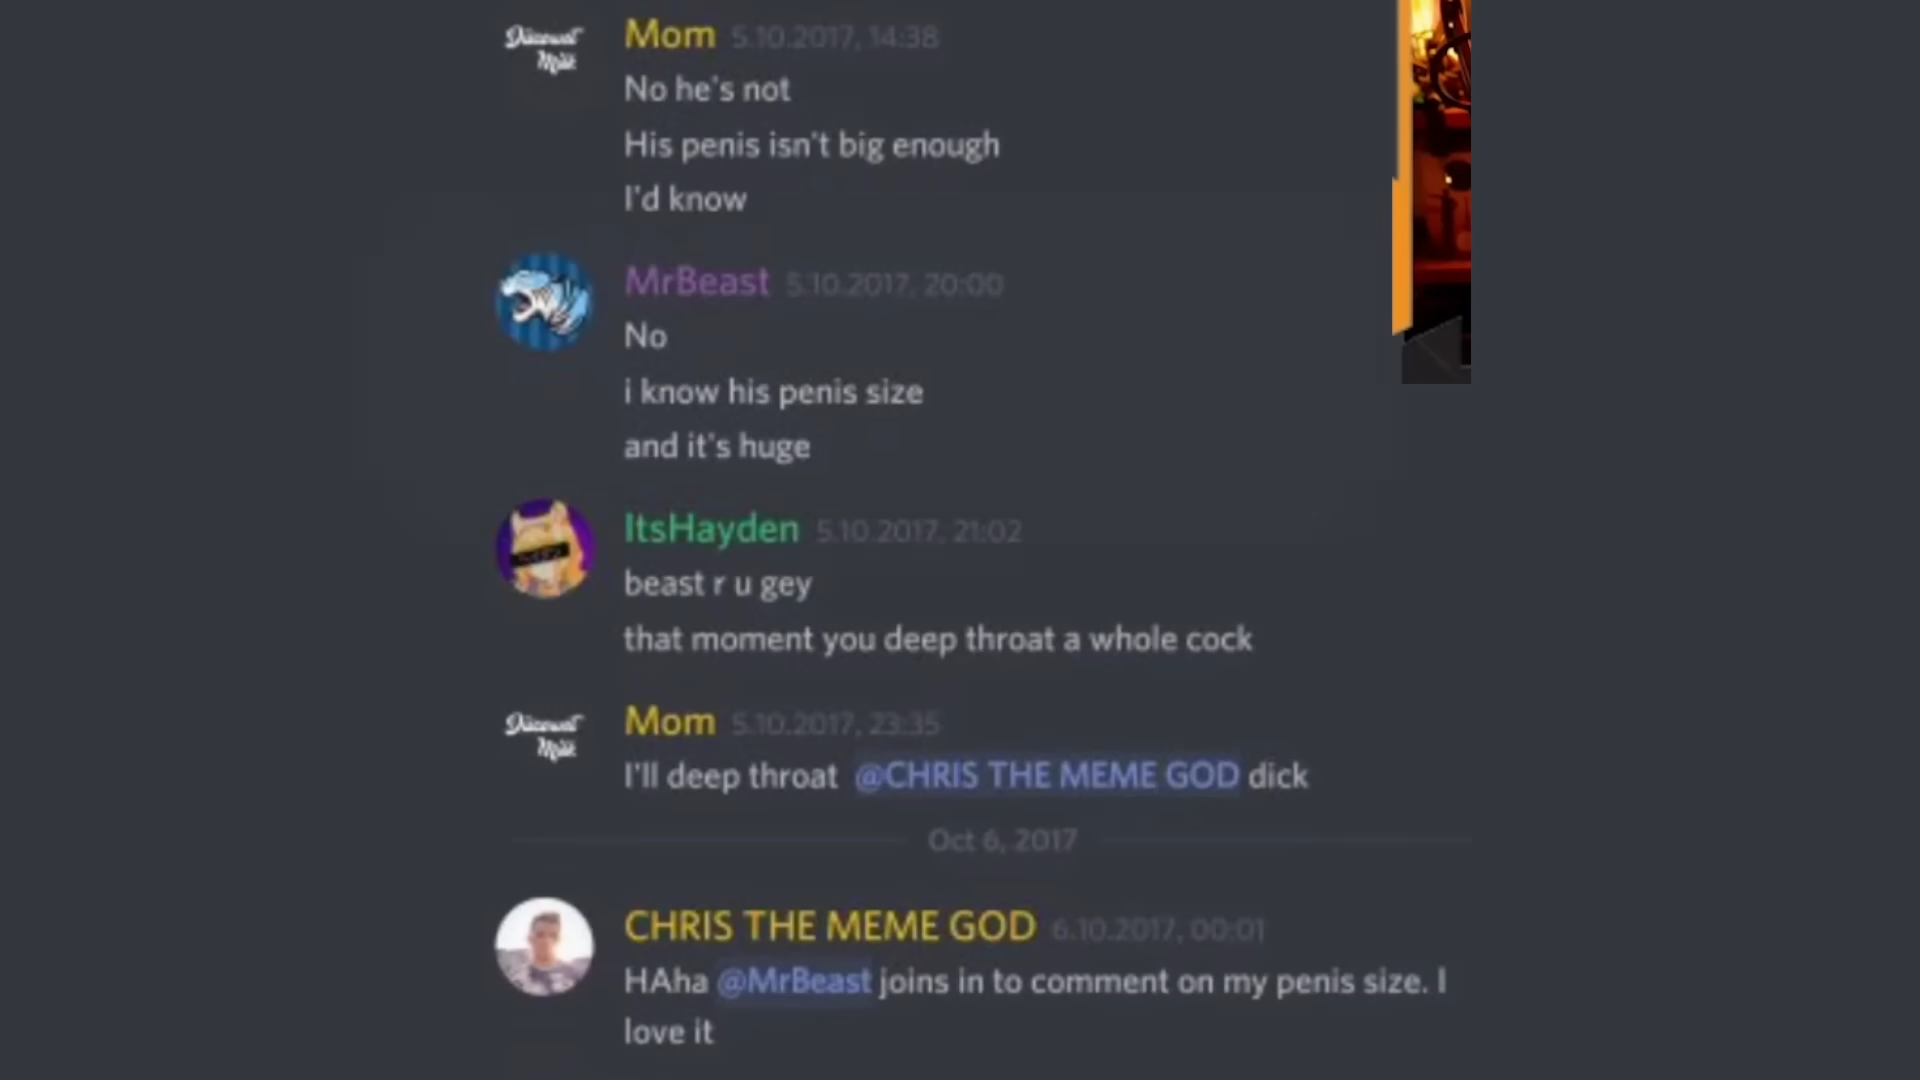 Discount
Milk
Mom 5.10.2017, 14:38
No he's not
His penis isn't big enough
I'd know
MrBeast 5.10.2017, 20:00
No
i know his penis size
and it's huge
ItsHayden 5.10.2017, 21:02
beast r u gey
that moment you deep throat a whole cock
Discount
Milk
Mom 5.10.2017, 23:35
I'll deep throat @CHRIS THE MEME GOD dick
Oct 6, 2017
CHRIS THE MEME GOD 6.10.2017, 00:01
HAha @MrBeast joins in to comment on my penis size. I
love it